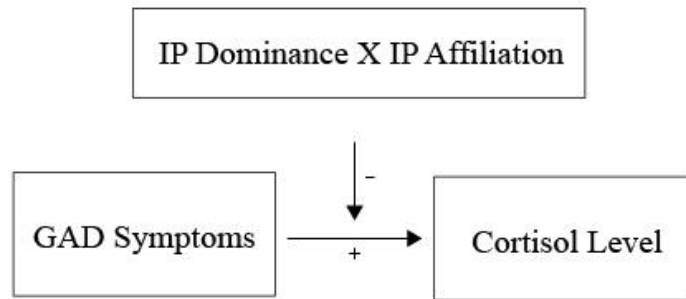 IP Dominance X IP Affiliation
–
GAD Symptoms
+
Cortisol Level